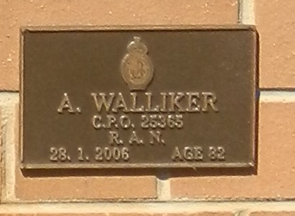 A. WALLIKER
C.P.O. 25365
R. A. N.
28. 1. 2006 AGE 82